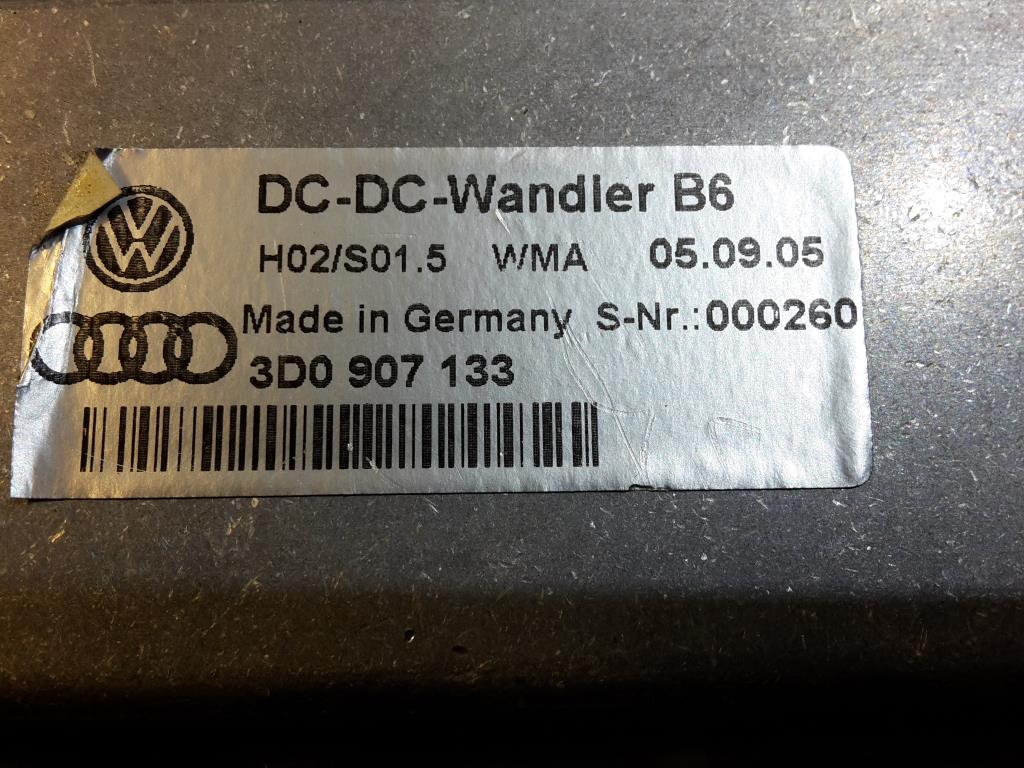 DC-DC-Wandler B6
H02/S01.5 WMA 05.09.05
Made in Germany S-Nr.:000260
3D0 907 133